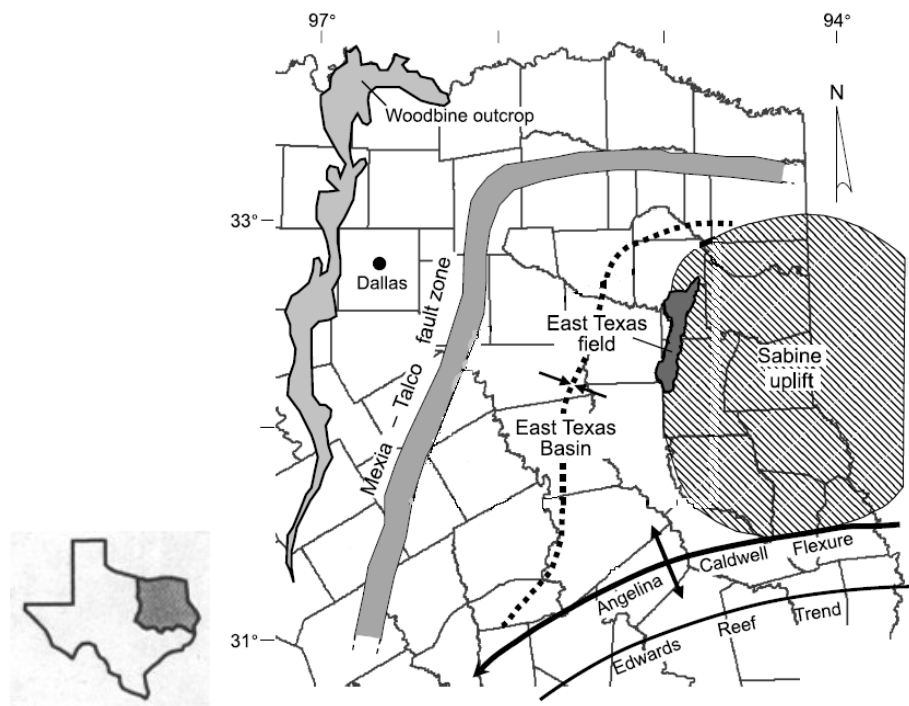 97°
94°
N
Woodbine outcrop
33°
Dallas
Mexia – Talco fault zone
East Texas
field
Sabine
uplift
East Texas
Basin
Angelina Caldwell Flexure
31°
Edwards Reef Trend